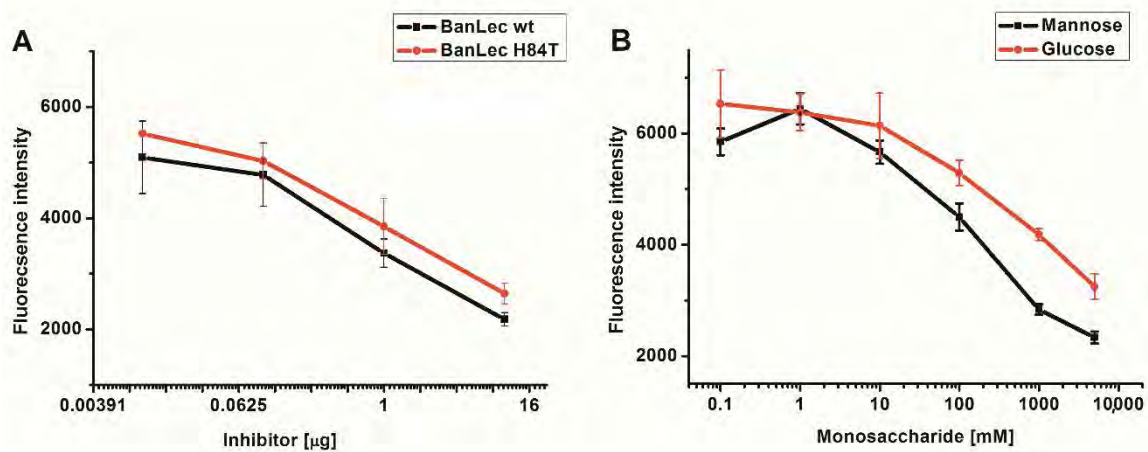 A
BanLec wt
BanLec H84T
Fluorecsence intensity
6000
4000
2000
0.00391 0.0625 1 16
Inhibitor [µg]
B
Mannose
Glucose
Fluorescence intensity
6000
4000
2000
0.1 1 10 100 1000 10,000
Monosaccharide [mM]